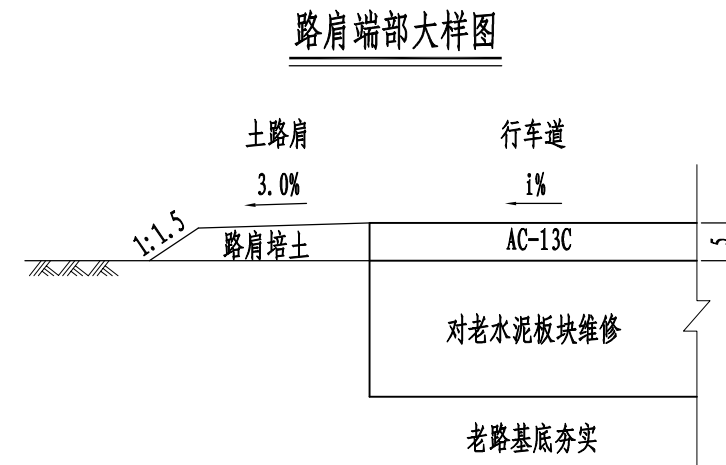 路肩端部大样图
土路肩
行车道
3.0%
i%
1:1.5
路肩培土
AC-13C
5
对老水泥板块维修
老路基底夯实